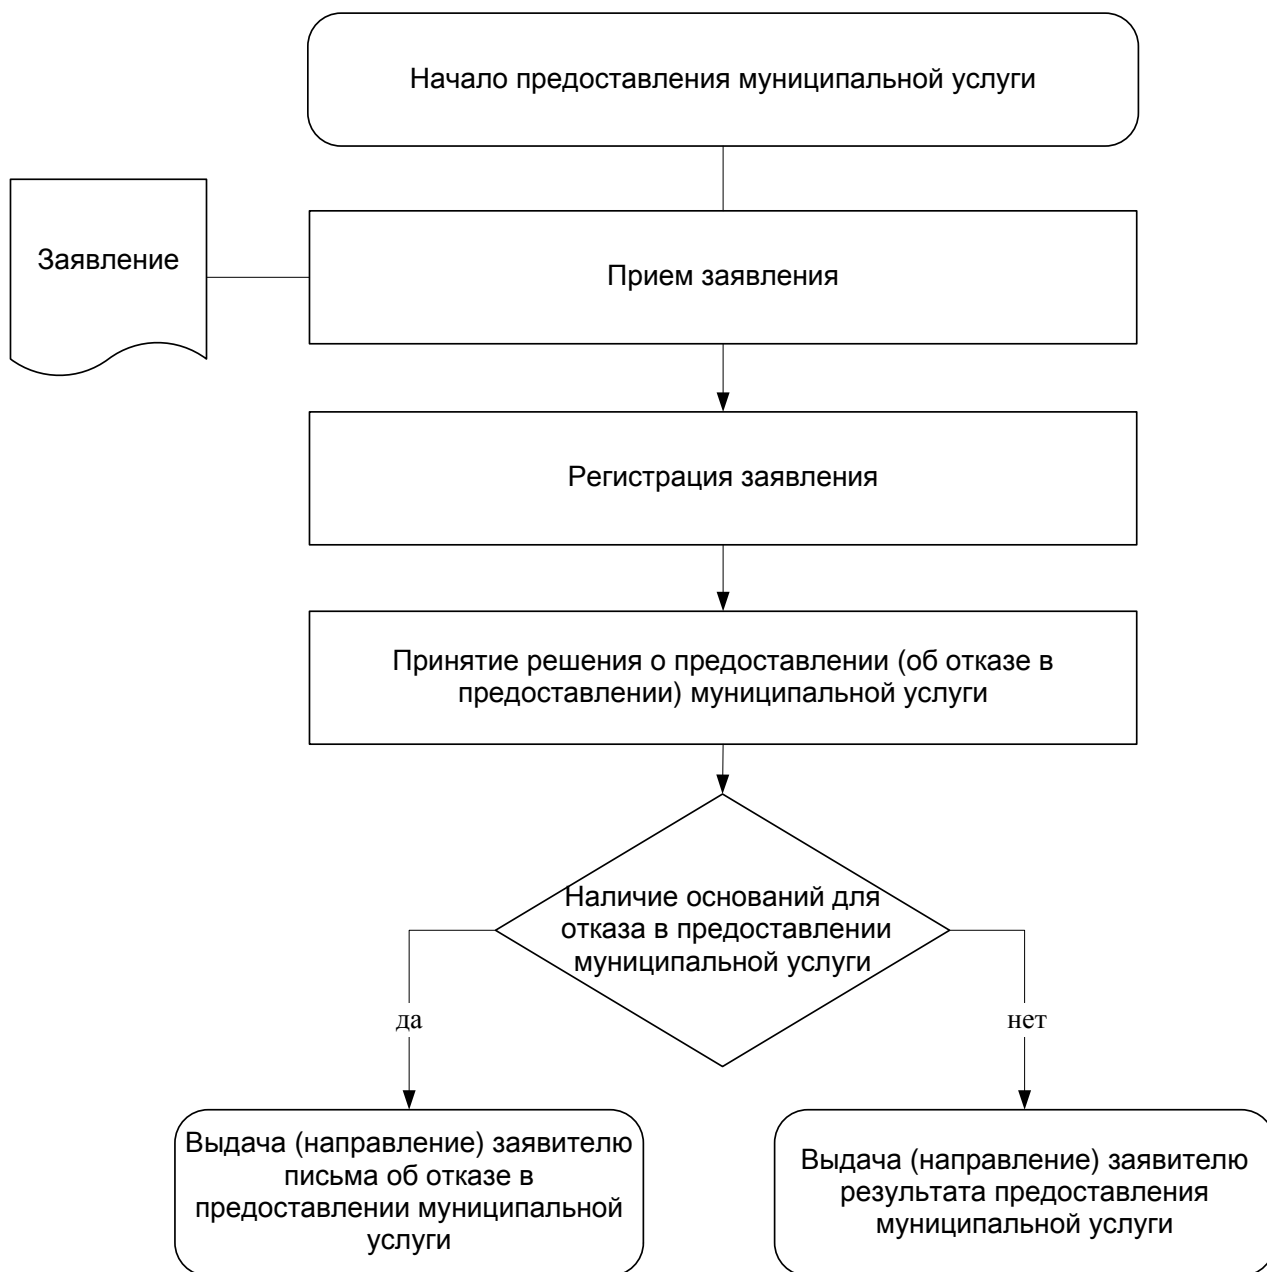 Начало предоставления муниципальной услуги
Заявление
Прием заявления
Регистрация заявления
Принятие решения о предоставлении (об отказе в
предоставлении) муниципальной услуги
Наличие оснований для
отказа в предоставлении
муниципальной услуги
да
нет
Выдача (направление) заявителю
письма об отказе в
предоставлении муниципальной
услуги
Выдача (направление) заявителю
результата предоставления
муниципальной услуги